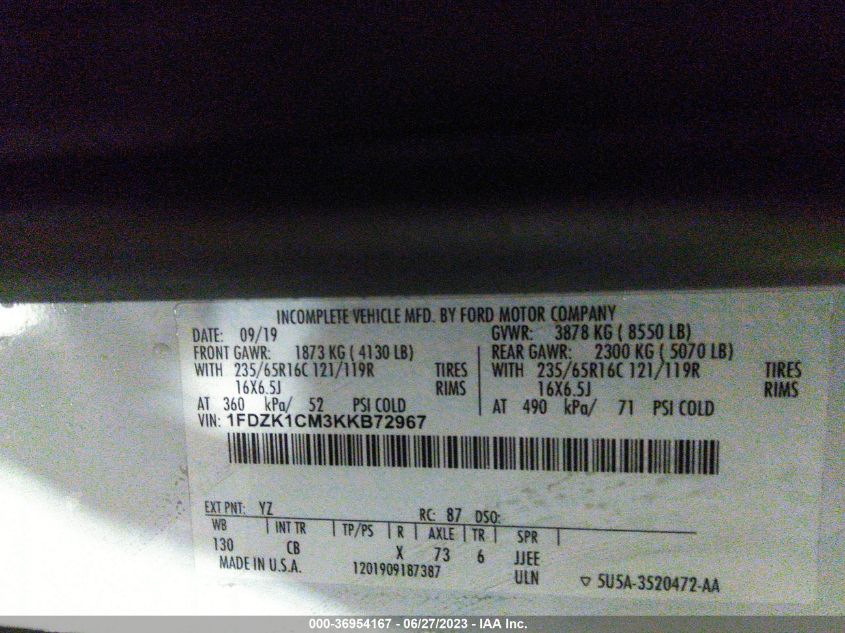 INCOMPLETE VEHICLE MFD. BY FORD MOTOR COMPANY
DATE: 09/19 GVWR: 3878 KG ( 8550 LB)
FRONT GAWR: 1873 KG ( 4130 LB) REAR GAWR: 2300 KG ( 5070 LB)
WITH 235/65R16C 121/119R TIRES WITH 235/65R16C 121/119R TIRES
16X6.5J RIMS 16X6.5J RIMS
AT 360 kPa/ 52 PSI COLD AT 490 kPa/ 71 PSI COLD
VIN: 1FDZK1CM3KKB72967
EXT PNT: YZ RC: 87 DSO:
WB INT TR TP/PS R AXLE TR SPR
130 CB X 73 6 JJEE
MADE IN U.S.A. 1201909187387 ULN ▽ 5U5A-3520472-AA
000-36954167 - 06/27/2023 - IAA Inc.